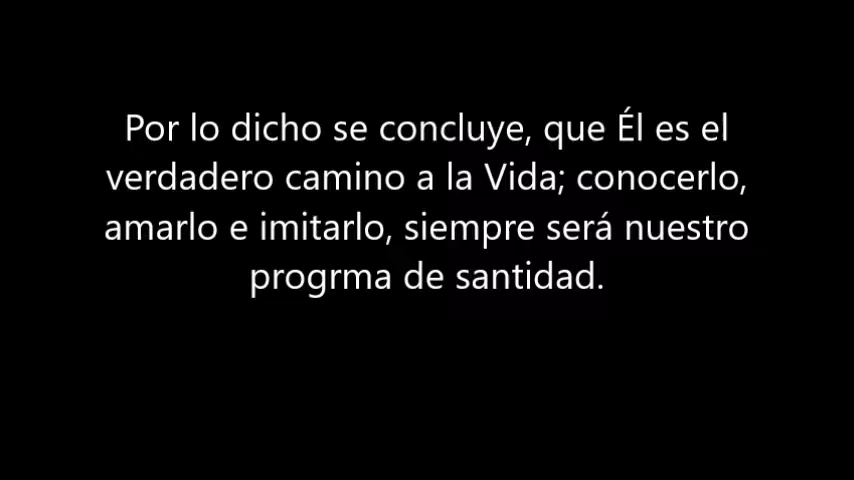 Por lo dicho se concluye, que Él es el
verdadero camino a la Vida; conocerlo,
amarlo e imitarlo, siempre será nuestro
progrma de santidad.